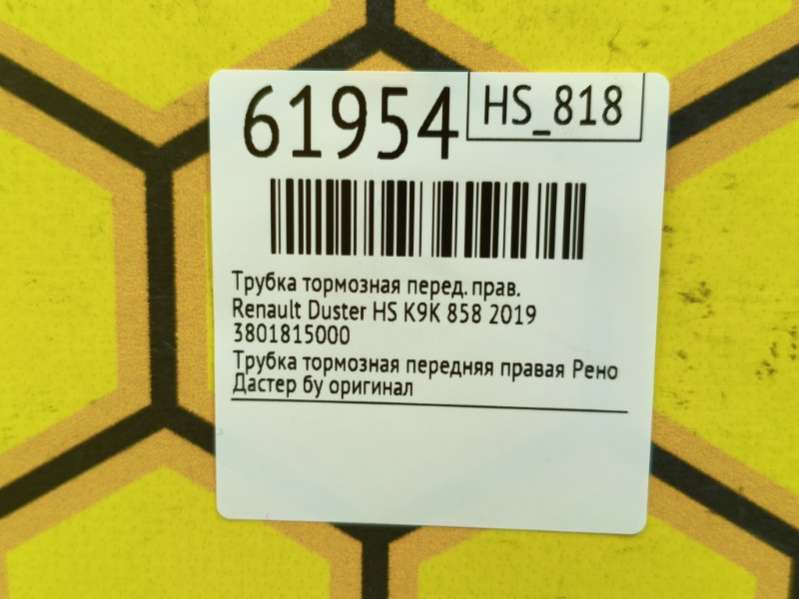 61954
HS_818
Трубка тормозная перед. прав.
Renault Duster HS K9K 858 2019
3801815000
Трубка тормозная передняя правая Рено
Дастер бу оригинал